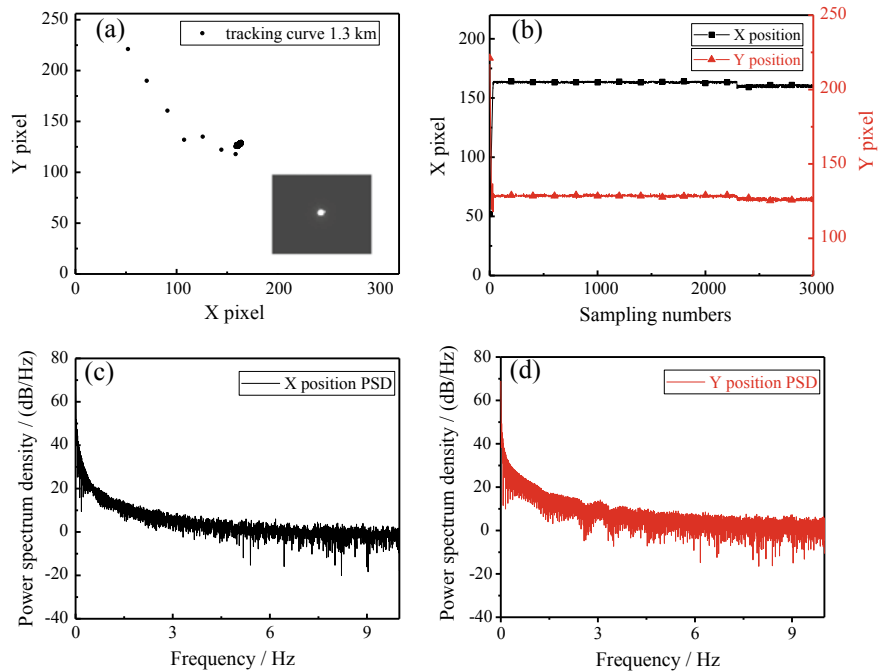 (a)
tracking curve 1.3 km
250
200
150
100
50
0
Y pixel
0
100
200
300
X pixel
(b)
X position
Y position
200
150
100
50
0
X pixel
250
200
150
100
Y pixel
0
1000
2000
3000
Sampling numbers
(c)
X position PSD
80
60
40
20
0
-20
-40
Power spectrum density / (dB/Hz)
0
3
6
9
Frequency / Hz
(d)
Y position PSD
80
60
40
20
0
-20
-40
Power spectrum density / (dB/Hz)
0
3
6
9
Frequency / Hz